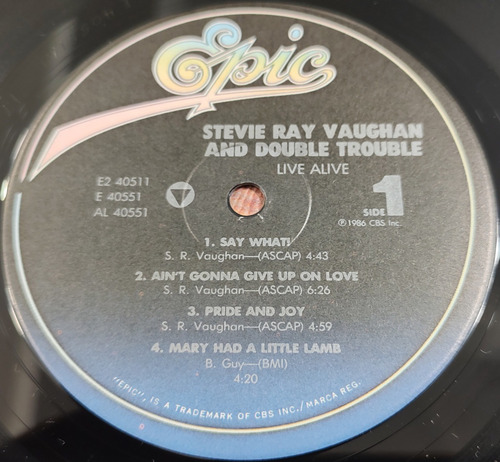 Epic
STEVIE RAY VAUGHAN
AND DOUBLE TROUBLE
LIVE ALIVE
E2 40511
E 40551
AL 40551
SIDE 1
℗1986 CBS Inc.
1. SAY WHAT!
S. R. Vaughan—(ASCAP) 4:43
2. AIN'T GONNA GIVE UP ON LOVE
S. R. Vaughan—(ASCAP) 6:26
3. PRIDE AND JOY
S. R. Vaughan—(ASCAP) 4:59
4. MARY HAD A LITTLE LAMB
B. Guy—(BMI)
4:20
"EPIC", IS A TRADEMARK OF CBS INC./MARCA REG.